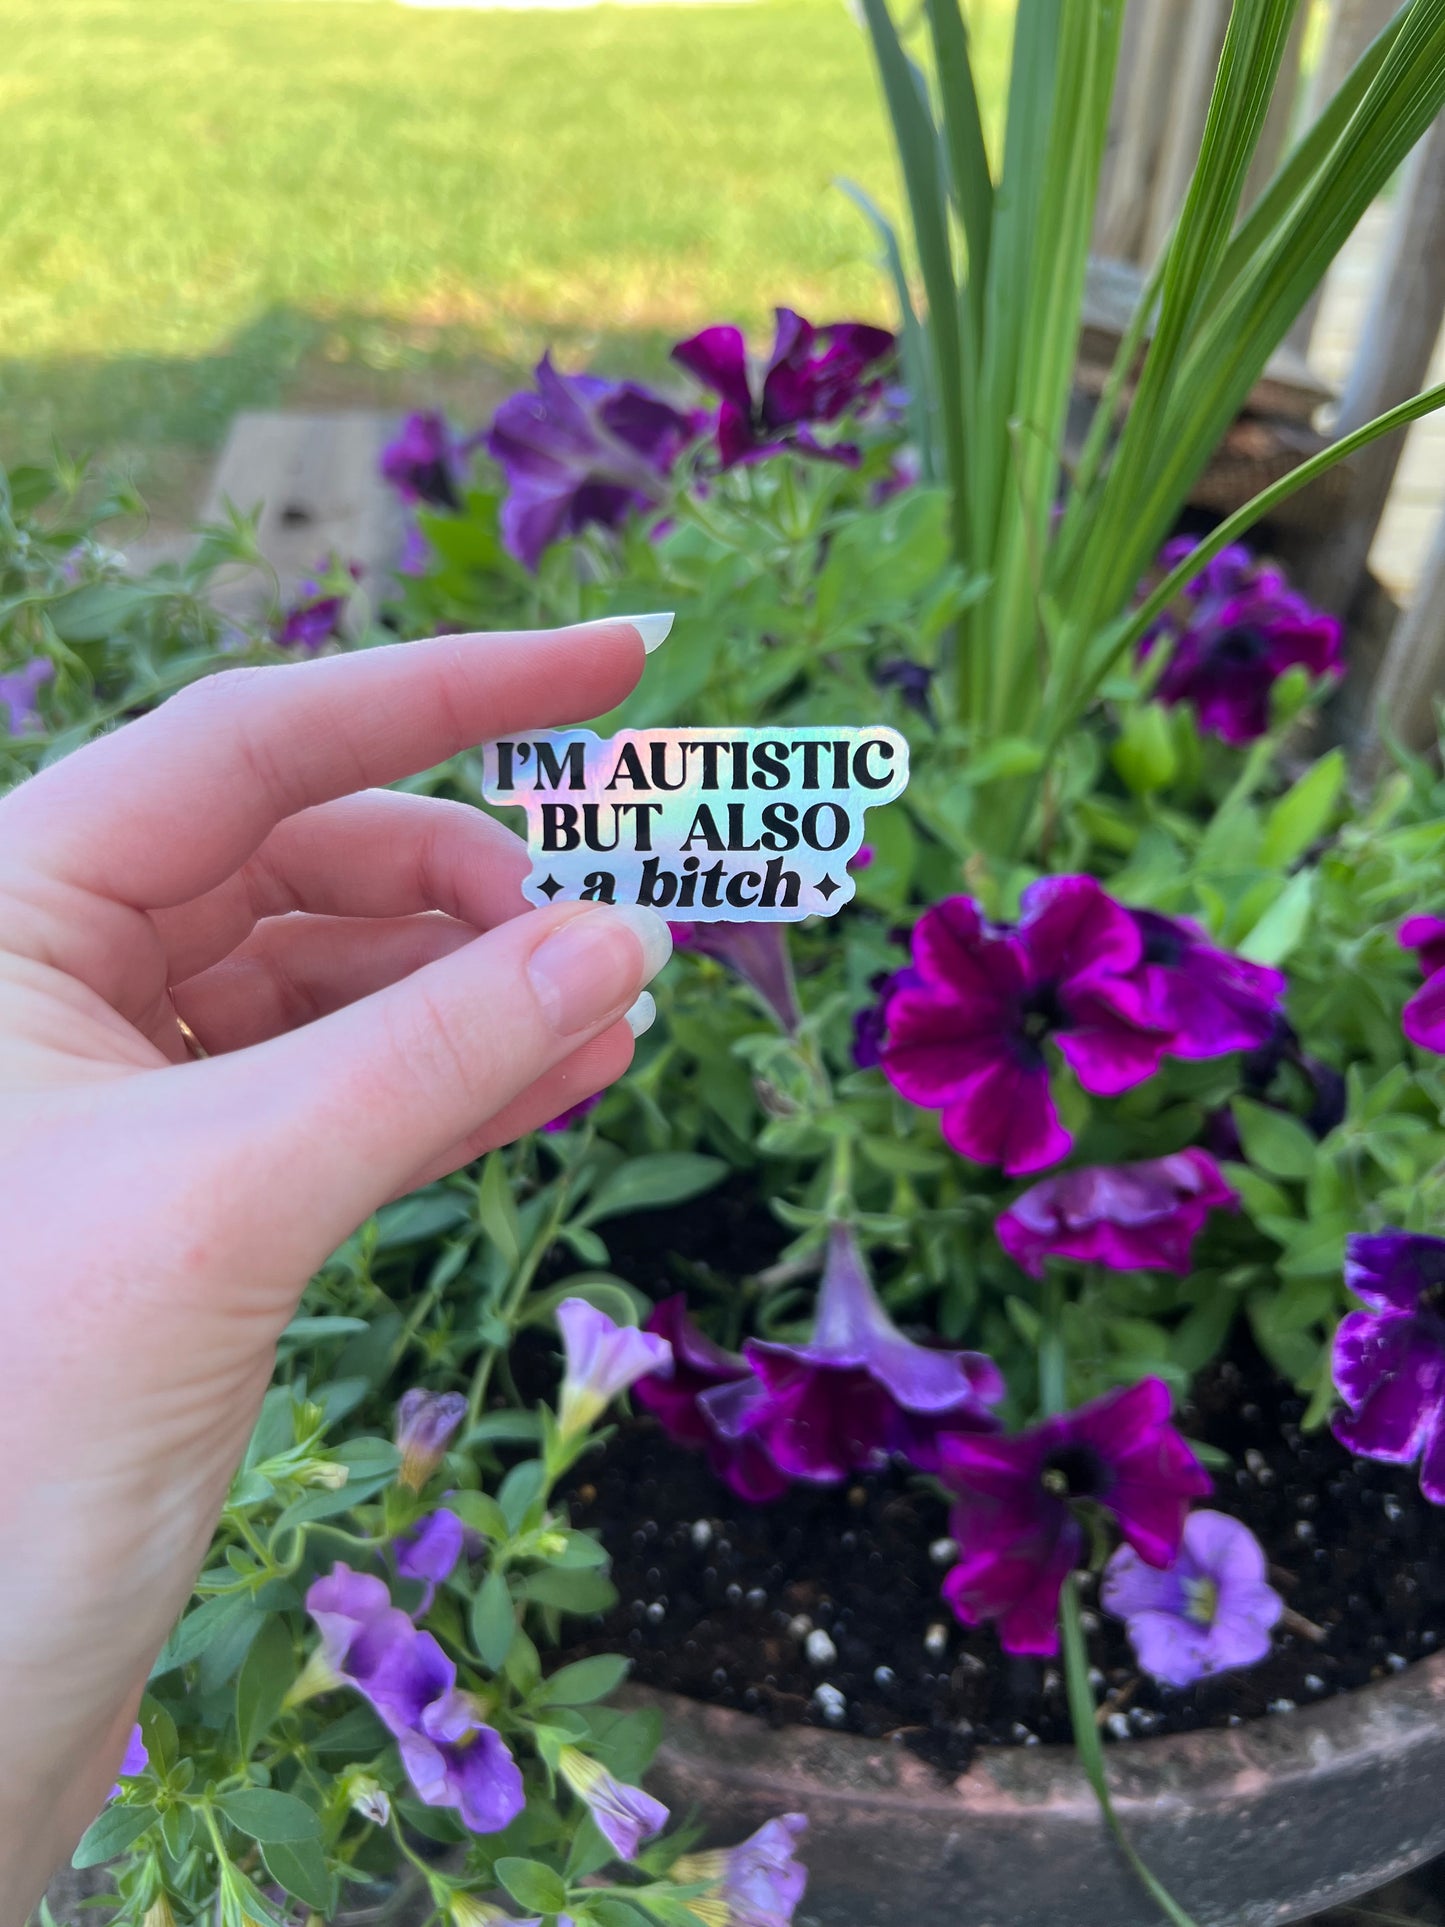 I'M AUTISTIC
BUT ALSO
a bitch